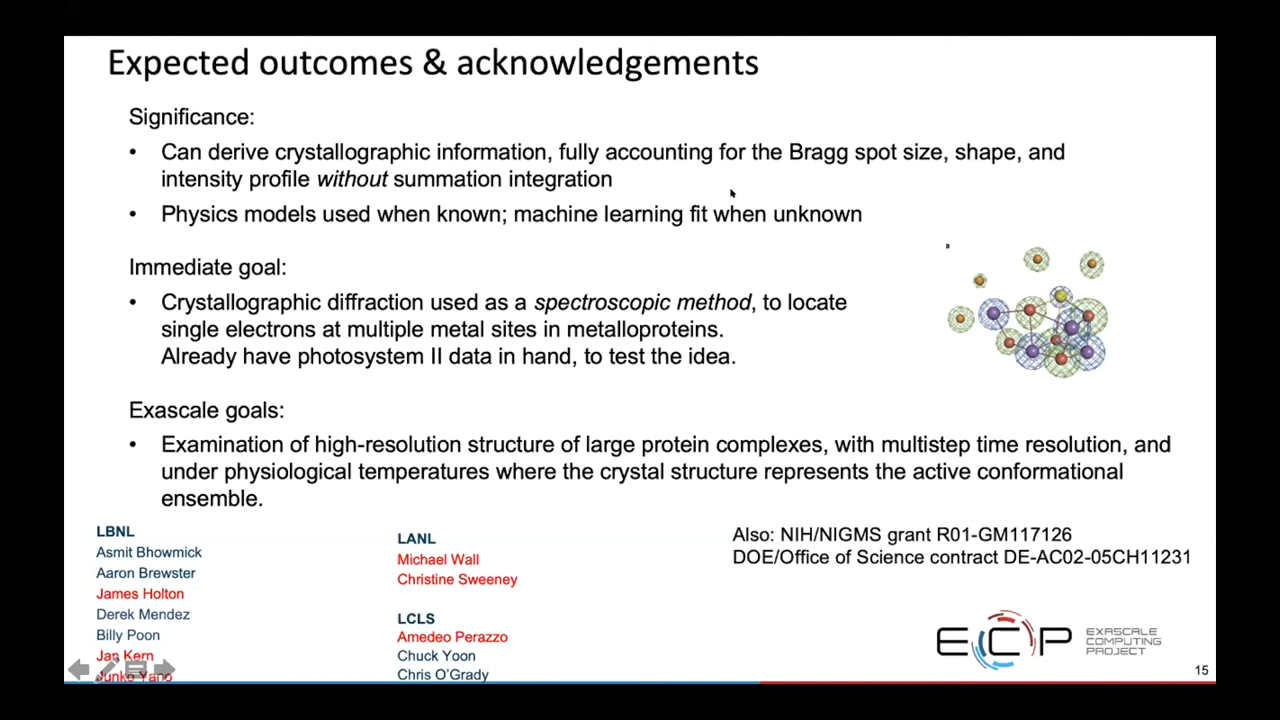 Expected outcomes & acknowledgements
Significance:
• Can derive crystallographic information, fully accounting for the Bragg spot size, shape, and
intensity profile without summation integration
• Physics models used when known; machine learning fit when unknown
Immediate goal:
• Crystallographic diffraction used as a spectroscopic method, to locate
single electrons at multiple metal sites in metalloproteins.
Already have photosystem II data in hand, to test the idea.
Exascale goals:
• Examination of high-resolution structure of large protein complexes, with multistep time resolution, and
under physiological temperatures where the crystal structure represents the active conformational
ensemble.
LBNL
Asmit Bhowmick
Aaron Brewster
James Holton
Derek Mendez
Billy Poon
Jan Kern
Junko Yano
LANL
Michael Wall
Christine Sweeney
LCLS
Amedeo Perazzo
Chuck Yoon
Chris O'Grady
Also: NIH/NIGMS grant R01-GM117126
DOE/Office of Science contract DE-AC02-05CH11231
ECP
EXASCALE
COMPUTING
PROJECT
15